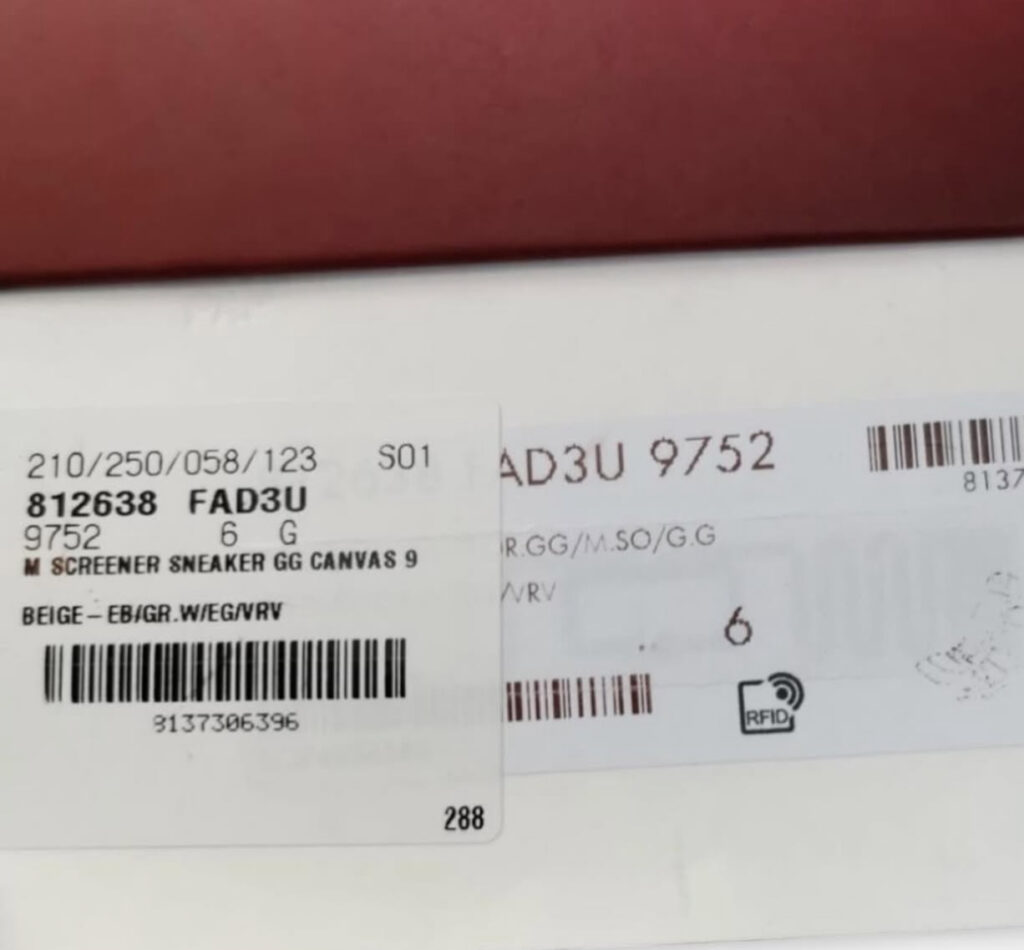 210/250/058/123 S01
812638 FAD3U
9752 6 G
M SCREENER SNEAKER GG CANVAS 9
BEIGE - EB/GR.W/EG/VRV
8137306396
288
AD3U 9752
8137
R.GG/M.SO/G.G
/VRV
6
RFID